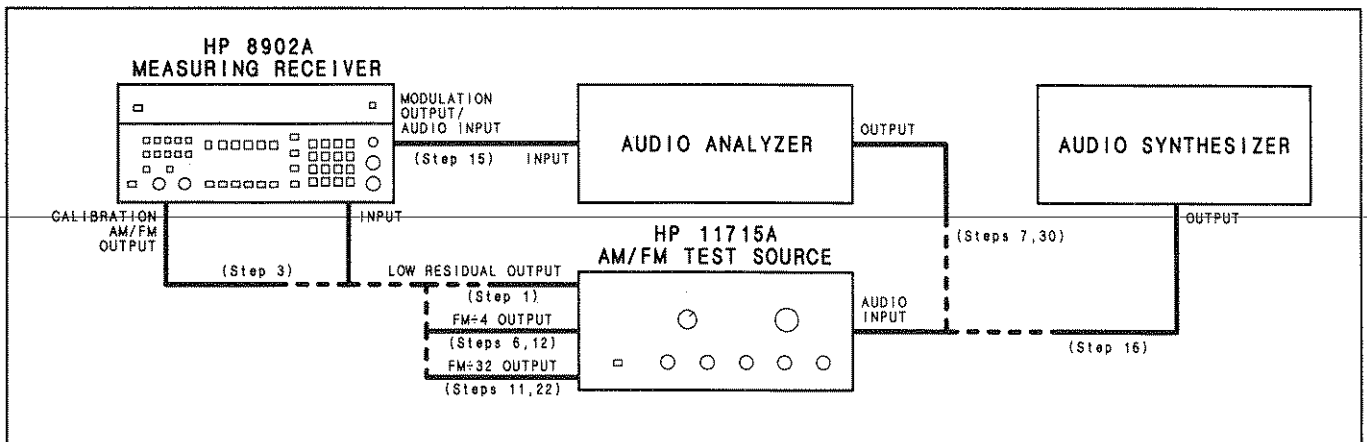 HP 8902A
MEASURING RECEIVER
MODULATION
OUTPUT/
AUDIO INPUT
(Step 15)
INPUT
AUDIO ANALYZER
OUTPUT
AUDIO SYNTHESIZER
CALIBRATION
AM/FM
OUTPUT
INPUT
OUTPUT
(Steps 7,30)
HP 11715A
AM/FM TEST SOURCE
(Step 3)
LOW RESIDUAL OUTPUT
(Step 1)
AUDIO
INPUT
FM÷4 OUTPUT
(Steps 6,12)
(Step 16)
FM÷32 OUTPUT
(Steps 11,22)